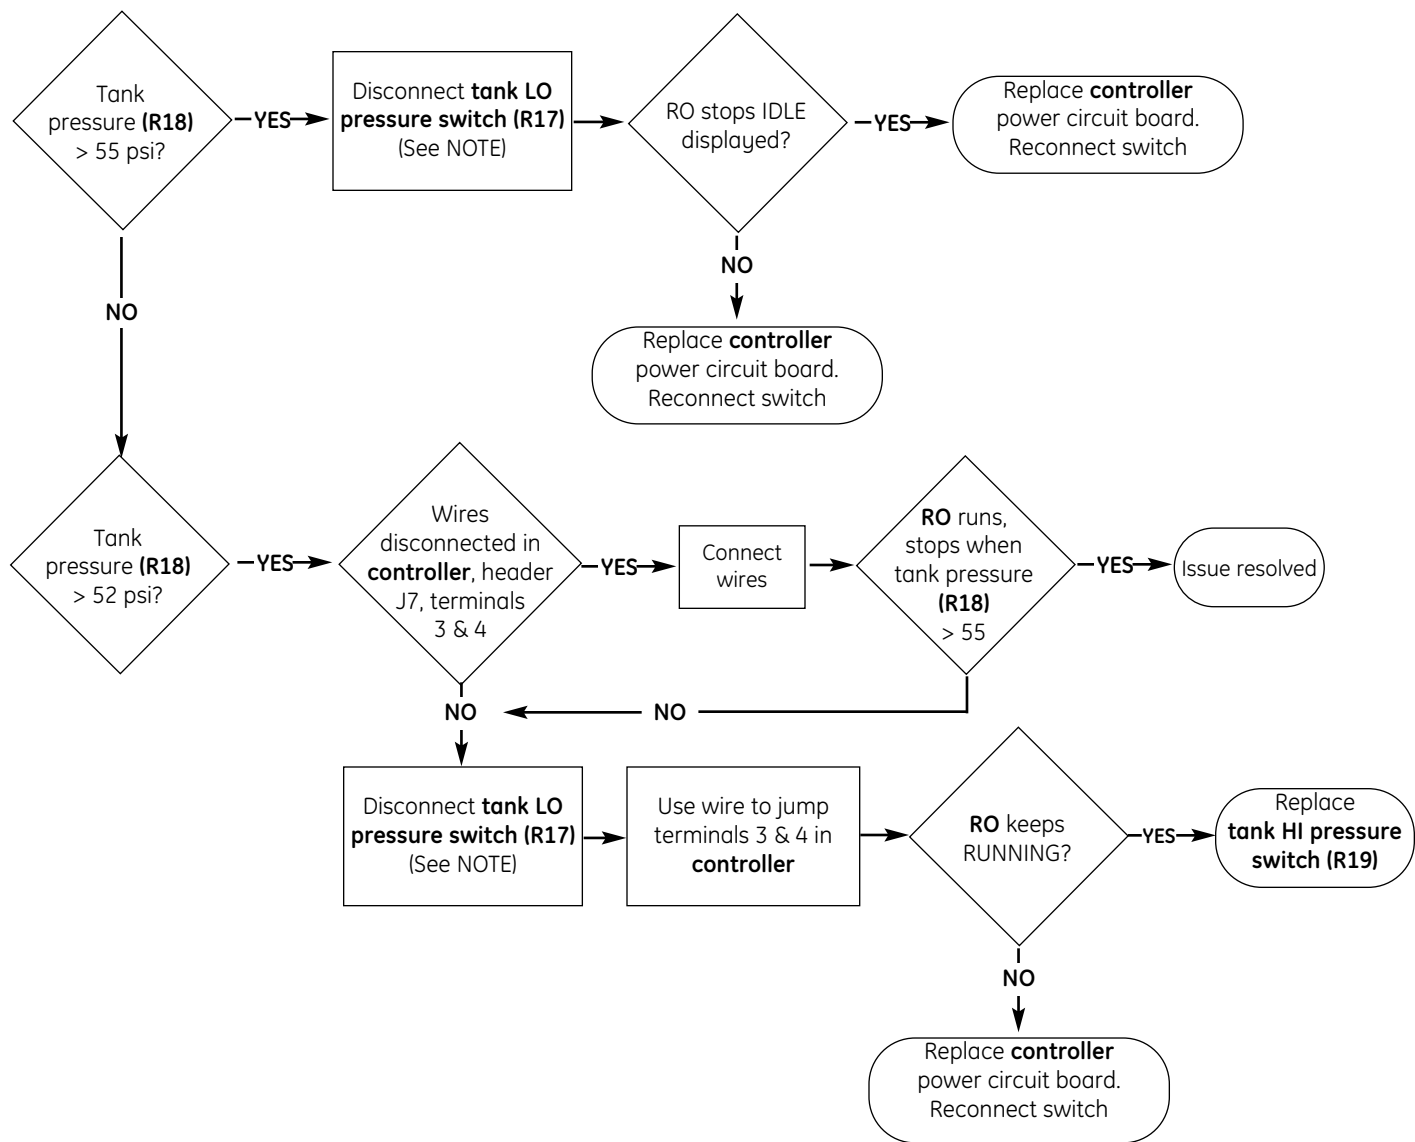 Tank
pressure (R18)
> 55 psi?
YES
Disconnect tank LO
pressure switch (R17)
(See NOTE)
RO stops IDLE
displayed?
YES
Replace controller
power circuit board.
Reconnect switch
NO
NO
Replace controller
power circuit board.
Reconnect switch
Tank
pressure (R18)
> 52 psi?
YES
Wires
disconnected in
controller, header
J7, terminals
3 & 4
YES
Connect
wires
RO runs,
stops when
tank pressure
(R18)
> 55
YES
Issue resolved
NO
NO
Disconnect tank LO
pressure switch (R17)
(See NOTE)
Use wire to jump
terminals 3 & 4 in
controller
RO keeps
RUNNING?
YES
Replace
tank HI pressure
switch (R19)
NO
Replace controller
power circuit board.
Reconnect switch